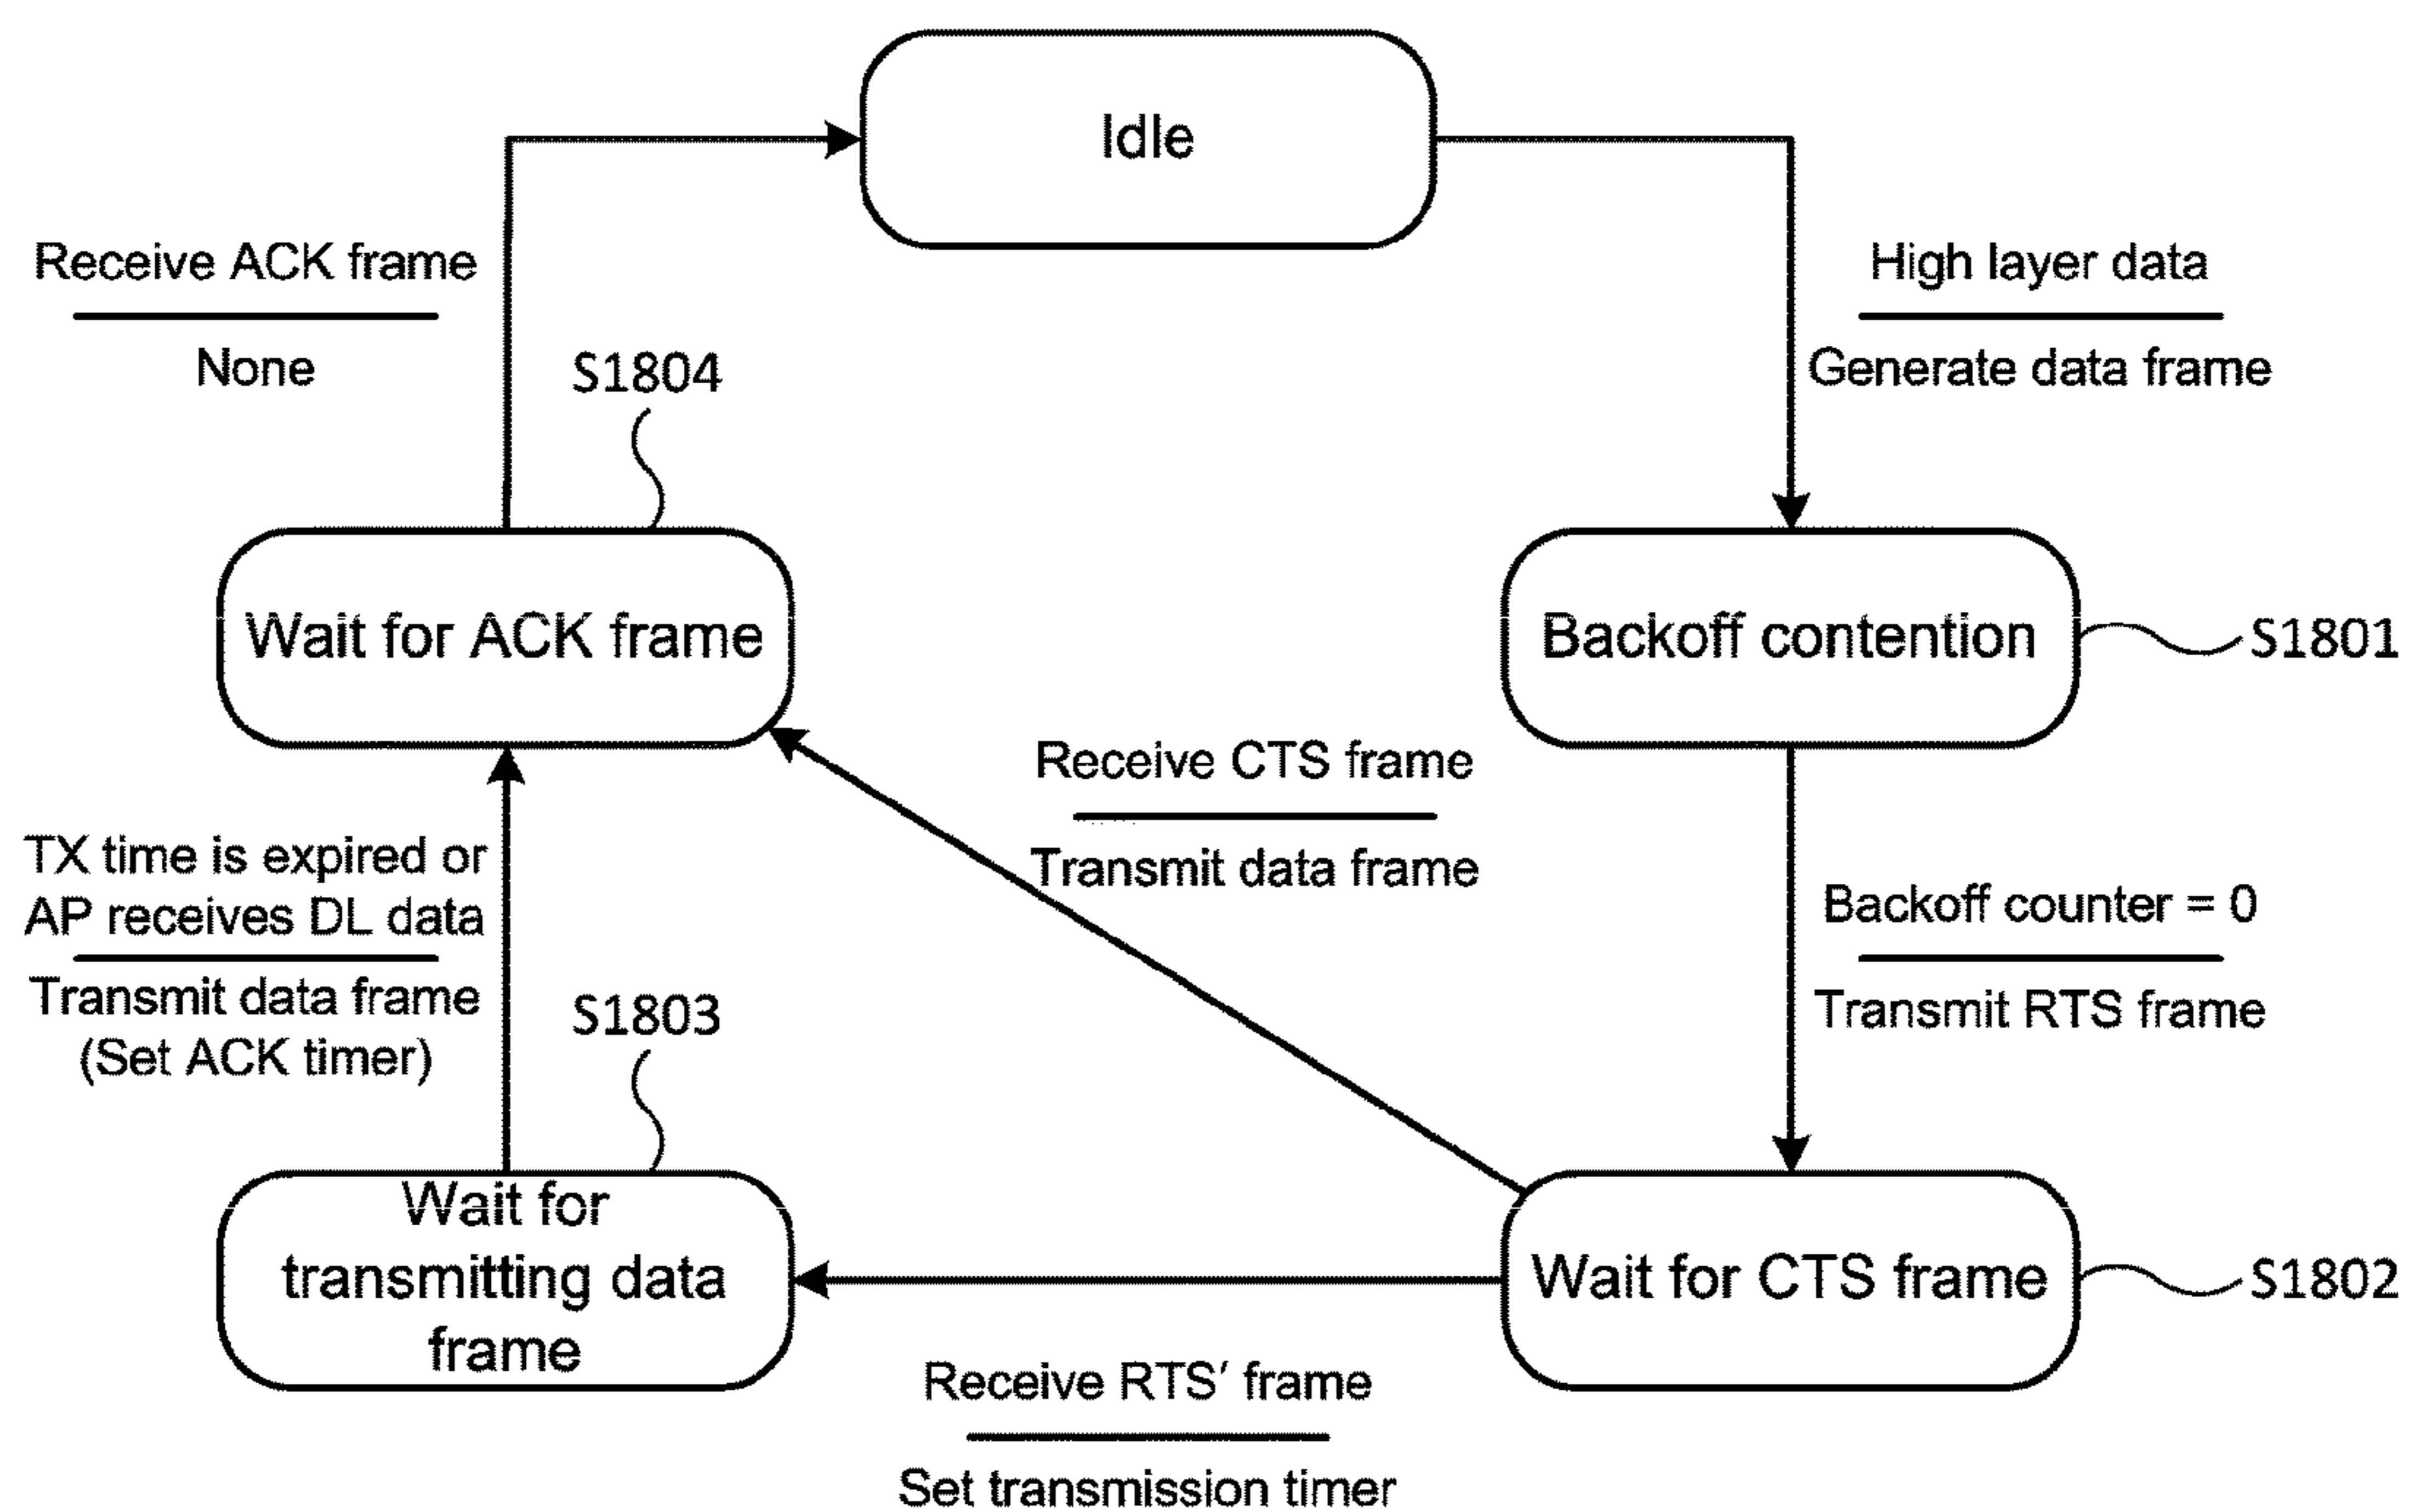 Idle
Receive ACK frame
None
High layer data
Generate data frame
S1804
Wait for ACK frame
Backoff contention
S1801
Receive CTS frame
Transmit data frame
TX time is expired or
AP receives DL data
Transmit data frame
(Set ACK timer)
Backoff counter = 0
Transmit RTS frame
S1803
Wait for
transmitting data
frame
Wait for CTS frame
S1802
Receive RTS′ frame
Set transmission timer